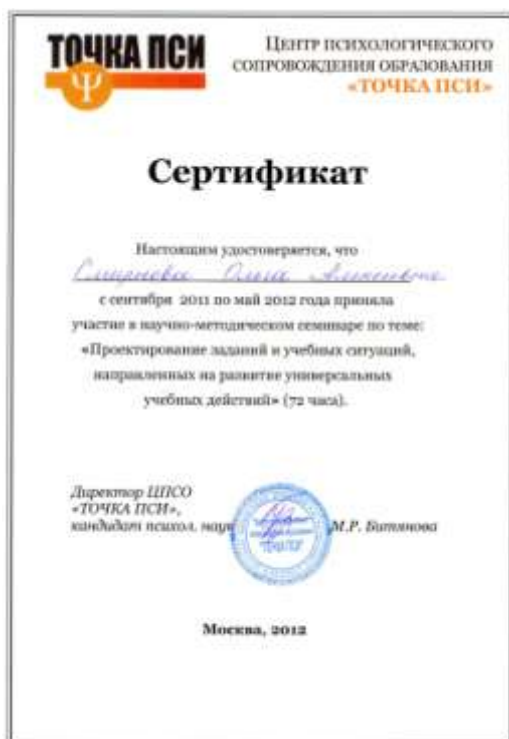 ТОЧКА ПСИ
Ψ
ЦЕНТР ПСИХОЛОГИЧЕСКОГО
СОПРОВОЖДЕНИЯ ОБРАЗОВАНИЯ
«ТОЧКА ПСИ»
Сертификат
Настоящим удостоверяется, что
Смирнова Ольга
с сентября 2011 по май 2012 года приняла
участие в научно-методическом семинаре по теме:
«Проектирование заданий и учебных ситуаций,
направленных на развитие универсальных
учебных действий» (72 часа).
Директор ЦПСО
«ТОЧКА ПСИ»,
кандидат психол. наук М.Р. Битянова
Москва, 2012